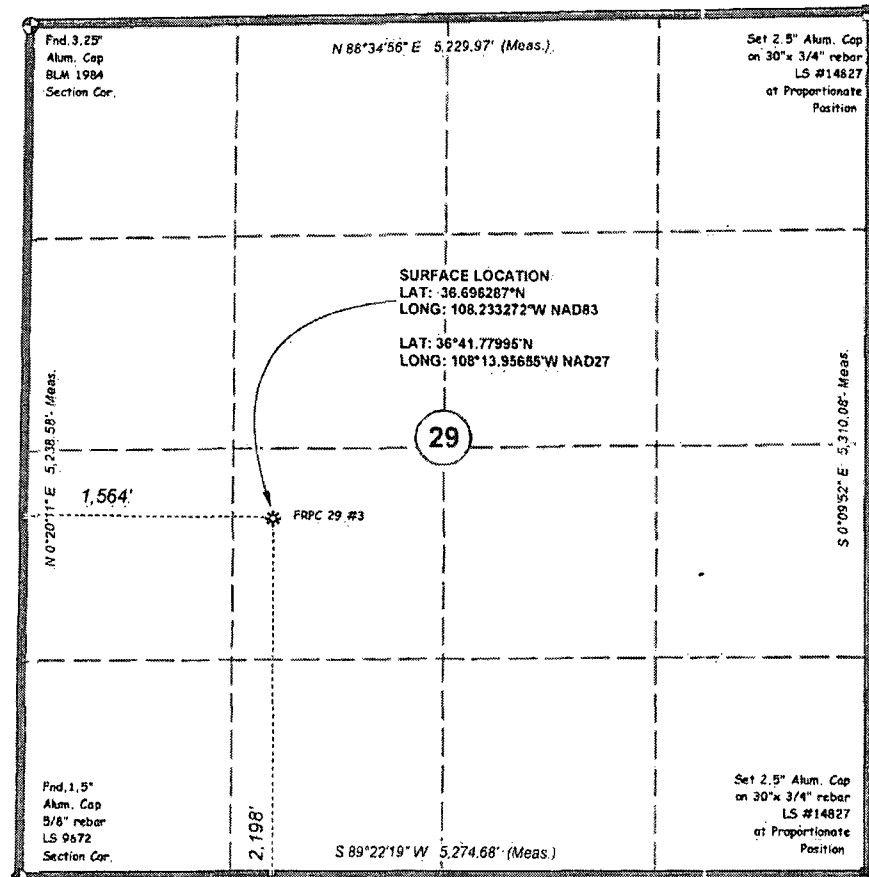 Fnd. 3.25"
Alum. Cap
BLM 1984
Section Cor.
N 88°34'56" E 5,229.97' (Meas.)
Set 2.5" Alum. Cap
on 30"x 3/4" rebar
LS #14827
at Proportionate
Position
SURFACE LOCATION
LAT: 36.696287°N
LONG: 108.233272°W NAD83
LAT: 36°41.77995'N
LONG: 108°13.95685'W NAD27
29
N 0°20'11" E 5,238.58'- Meas.
S 0°09'52" E 5,310.08'- Meas.
1,564'
FRPC 29 #3
2,198'
Fnd. 1.5"
Alum. Cap
5/8" rebar
LS 9672
Section Cor.
S 89°22'19" W 5,274.68' (Meas.)
Set 2.5" Alum. Cap
on 30"x 3/4" rebar
LS #14827
at Proportionate
Position